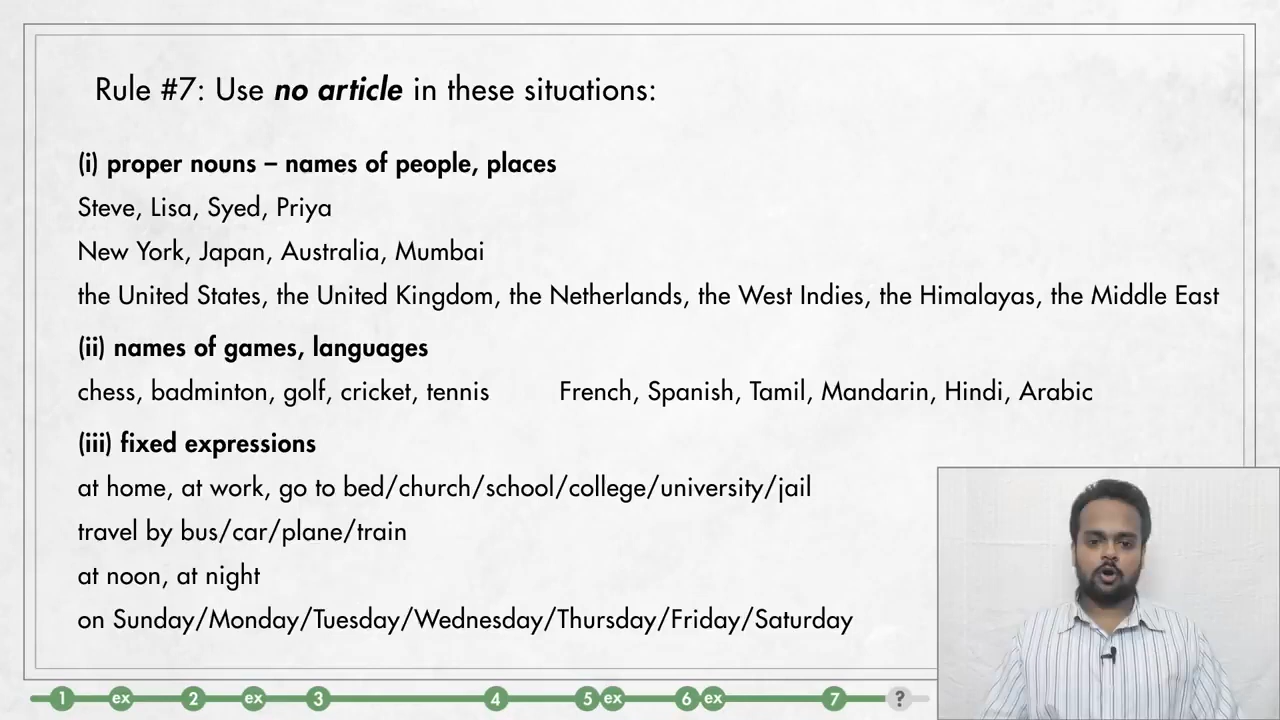 Rule #7: Use no article in these situations:
(i) proper nouns – names of people, places
Steve, Lisa, Syed, Priya
New York, Japan, Australia, Mumbai
the United States, the United Kingdom, the Netherlands, the West Indies, the Himalayas, the Middle East
(ii) names of games, languages
chess, badminton, golf, cricket, tennis French, Spanish, Tamil, Mandarin, Hindi, Arabic
(iii) fixed expressions
at home, at work, go to bed/church/school/college/university/jail
travel by bus/car/plane/train
at noon, at night
on Sunday/Monday/Tuesday/Wednesday/Thursday/Friday/Saturday
1 ex 2 ex 3 4 5 ex 6 ex 7 ?